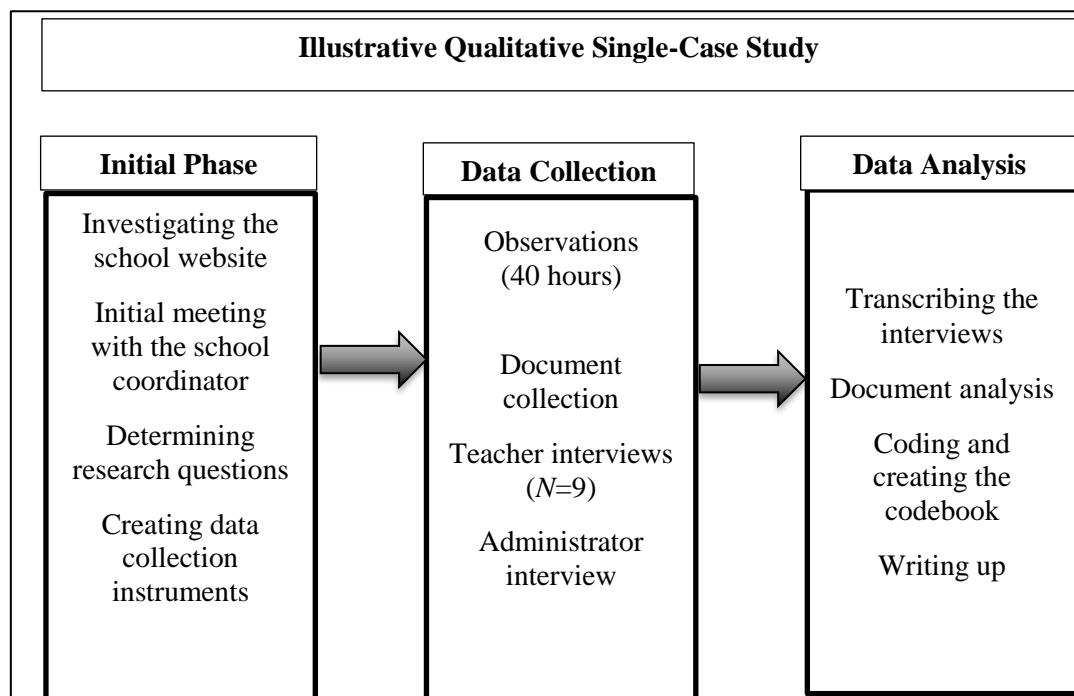 Illustrative Qualitative Single-Case Study
Initial Phase
Investigating the
school website
Initial meeting
with the school
coordinator
Determining
research questions
Creating data
collection
instruments
Data Collection
Observations
(40 hours)
Document
collection
Teacher interviews
(N=9)
Administrator
interview
Data Analysis
Transcribing the
interviews
Document analysis
Coding and
creating the
codebook
Writing up